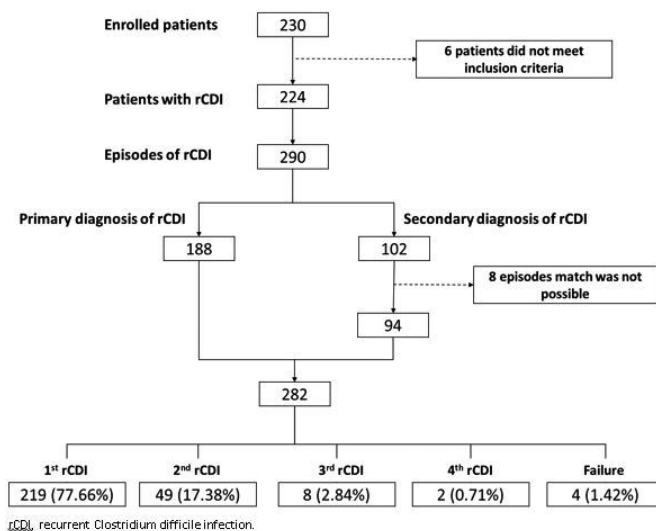 Enrolled patients
230
6 patients did not meet
inclusion criteria
Patients with rCDI
224
Episodes of rCDI
290
Primary diagnosis of rCDI
Secondary diagnosis of rCDI
188
102
8 episodes match was not
possible
94
282
1st rCDI
2nd rCDI
3rd rCDI
4th rCDI
Failure
219 (77.66%)
49 (17.38%)
8 (2.84%)
2 (0.71%)
4 (1.42%)
rCDI, recurrent Clostridium difficile infection.